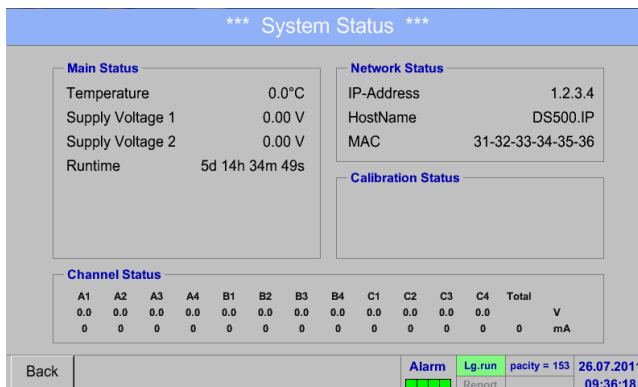 *** System Status ***
Main Status
Temperature 0.0°C
Supply Voltage 1 0.00 V
Supply Voltage 2 0.00 V
Runtime 5d 14h 34m 49s
Network Status
IP-Address 1.2.3.4
HostName DS500.IP
MAC 31-32-33-34-35-36
Calibration Status
Channel Status
A1 A2 A3 A4 B1 B2 B3 B4 C1 C2 C3 C4 Total
0.0 0.0 0.0 0.0 0.0 0.0 0.0 0.0 0.0 0.0 0.0 0.0 V
0 0 0 0 0 0 0 0 0 0 0 0 0 mA
Back
Alarm Lg.run pacity = 153 26.07.201
Report 09:36:18